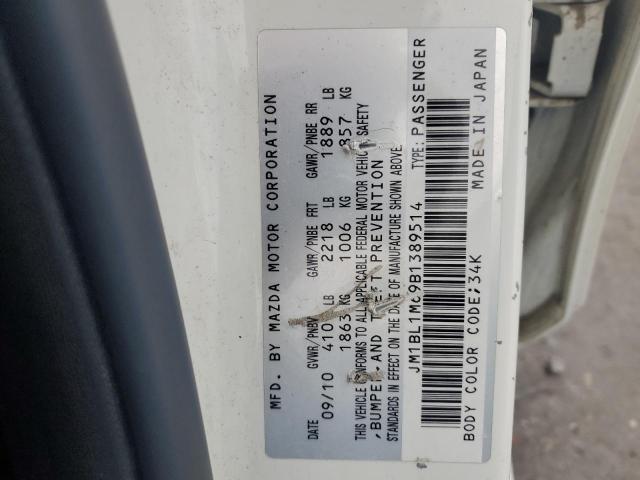 MFD. BY MAZDA MOTOR CORPORATION
DATE GVWR/PNBV GAWR/PNBE FRT GAWR/PNBE RR
09/10 410 LB 2218 LB 1889 LB
1863 KG 1006 KG 857 KG
THIS VEHICLE CONFORMS TO ALL APPLICABLE FEDERAL MOTOR VEHICLE SAFETY
,BUMPER,AND THEFT PREVENTION
STANDARDS IN EFFECT ON THE DATE OF MANUFACTURE SHOWN ABOVE.
TYPE: PASSENGER
BODY COLOR CODE;34K MADE IN JAPAN